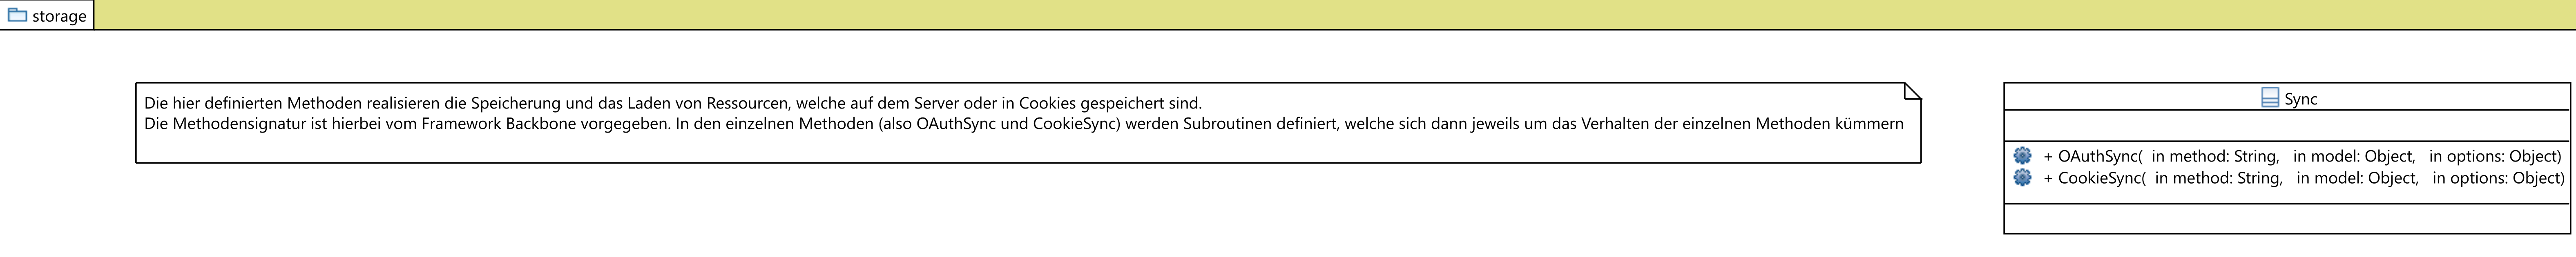 storage
Die hier definierten Methoden realisieren die Speicherung und das Laden von Ressourcen, welche auf dem Server oder in Cookies gespeichert sind.
Die Methodensignatur ist hierbei vom Framework Backbone vorgegeben. In den einzelnen Methoden (also OAuthSync und CookieSync) werden Subroutinen definiert, welche sich dann jeweils um das Verhalten der einzelnen Methoden kümmern
Sync
+ OAuthSync(  in method: String,   in model: Object,   in options: Object)
+ CookieSync(  in method: String,   in model: Object,   in options: Object)